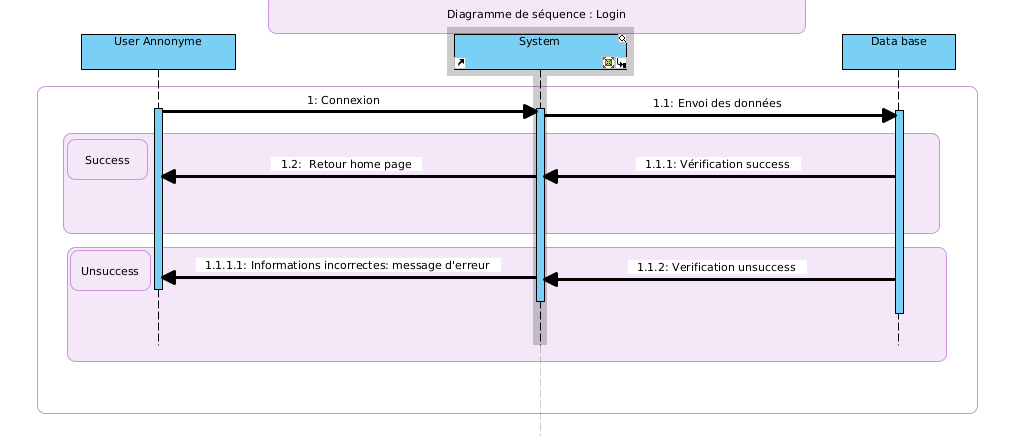 Diagramme de séquence : Login
User Annonyme
System
Data base
1: Connexion
1.1: Envoi des données
Success
1.2:  Retour home page
1.1.1: Vérification success
Unsuccess
1.1.1.1: Informations incorrectes: message d'erreur
1.1.2: Verification unsuccess